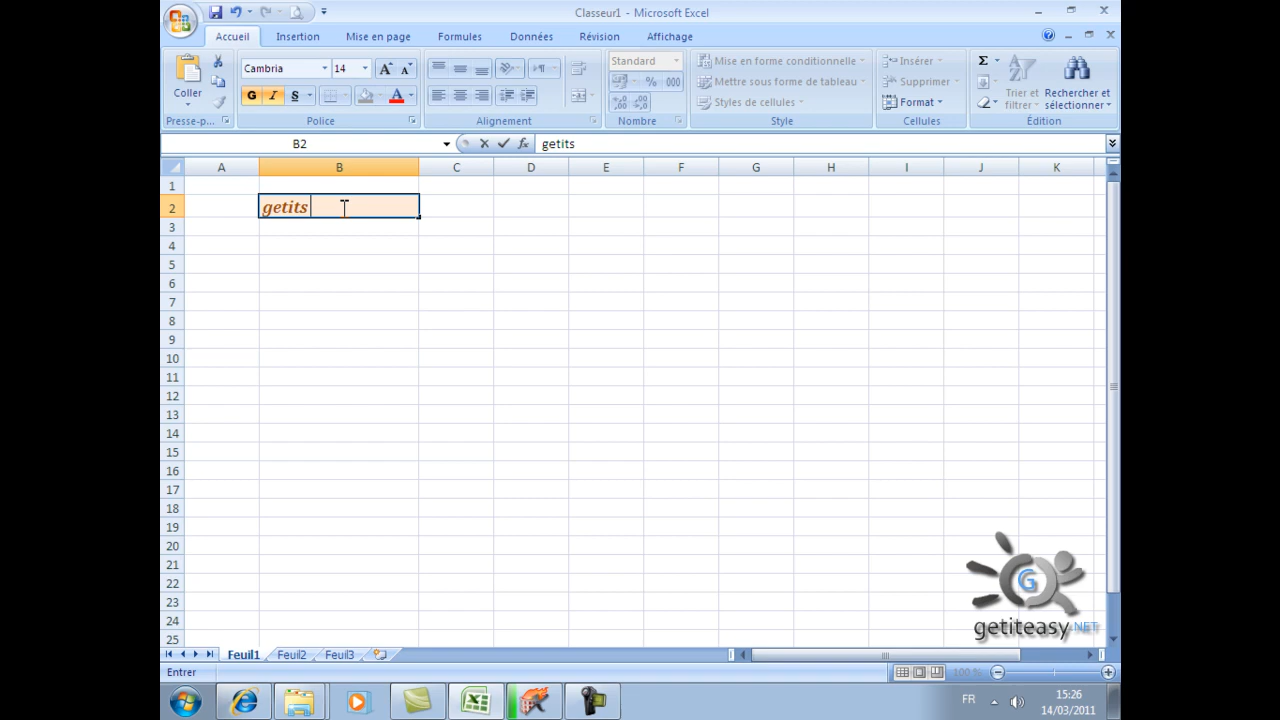 Classeur1 - Microsoft Excel
Accueil Insertion Mise en page Formules Données Révision Affichage
Coller
Presse-p...
Cambria 14
G I S
Police
Alignement
Standard
% 000
Nombre
Mise en forme conditionnelle
Mettre sous forme de tableau
Styles de cellules
Style
Insérer
Supprimer
Format
Cellules
Trier et filtrer
Rechercher et sélectionner
Édition
B2 fx getits
A B C D E F G H I J K
1
2 getits
3
4
5
6
7
8
9
10
11
12
13
14
15
16
17
18
19
20
21
22
23
24
25
G
getiteasy.NET
Feuil1 Feuil2 Feuil3
Entrer 100 %
FR 15:26
14/03/2011